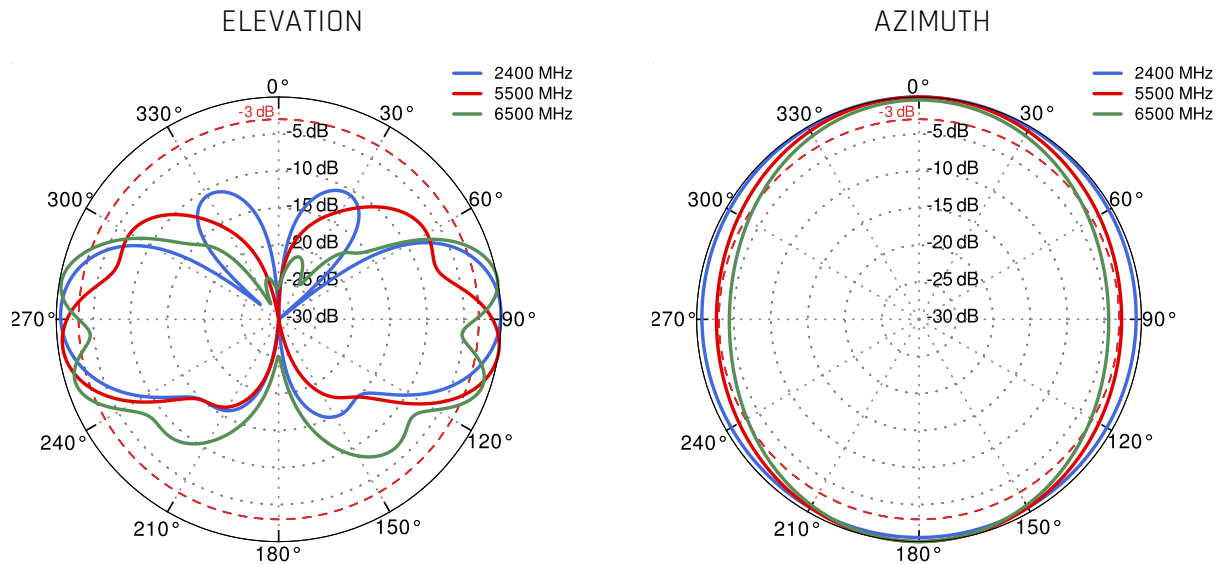 ELEVATION
2400 MHz
5500 MHz
6500 MHz
0°
30°
60°
90°
120°
150°
180°
210°
240°
270°
300°
330°
-3 dB
-5 dB
-10 dB
-15 dB
-20 dB
-25 dB
-30 dB
AZIMUTH
2400 MHz
5500 MHz
6500 MHz
0°
30°
60°
90°
120°
150°
180°
210°
240°
270°
300°
330°
-3 dB
-5 dB
-10 dB
-15 dB
-20 dB
-25 dB
-30 dB